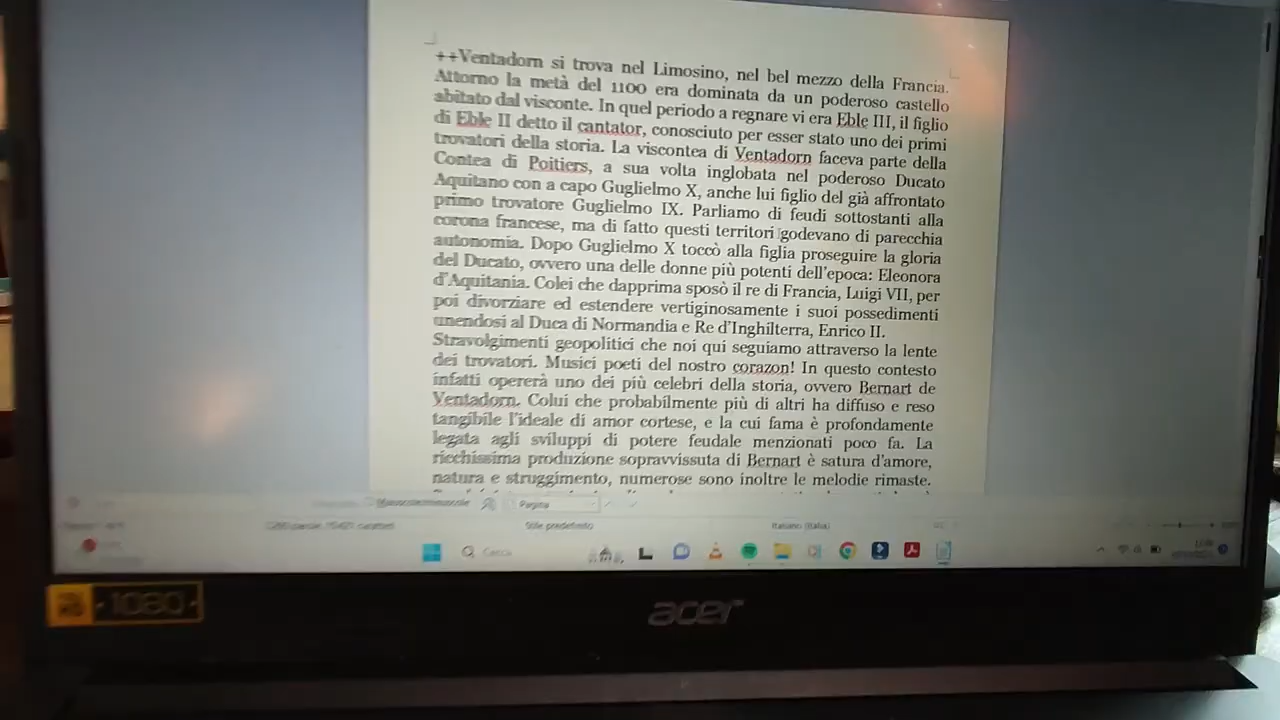 ++Ventadorn si trova nel Limosino, nel bel mezzo della Francia.
Attorno la metà del 1100 era dominata da un poderoso castello
abitato dal visconte. In quel periodo a regnare vi era Eble III, il figlio
di Eble II detto il cantator, conosciuto per esser stato uno dei primi
trovatori della storia. La viscontea di Ventadorn faceva parte della
Contea di Poitiers, a sua volta inglobata nel poderoso Ducato
Aquitano con a capo Guglielmo X, anche lui figlio del già affrontato
primo trovatore Guglielmo IX. Parliamo di feudi sottostanti alla
corona francese, ma di fatto questi territori godevano di parecchia
autonomia. Dopo Guglielmo X toccò alla figlia proseguire la gloria
del Ducato, ovvero una delle donne più potenti dell'epoca: Eleonora
d'Aquitania. Colei che dapprima sposò il re di Francia, Luigi VII, per
poi divorziare ed estendere vertiginosamente i suoi possedimenti
unendosi al Duca di Normandia e Re d'Inghilterra, Enrico II.
Stravolgimenti geopolitici che noi qui seguiamo attraverso la lente
dei trovatori. Musici poeti del nostro corazon! In questo contesto
infatti opererà uno dei più celebri della storia, ovvero Bernart de
Ventadorn. Colui che probabilmente più di altri ha diffuso e reso
tangibile l'ideale di amor cortese, e la cui fama è profondamente
legata agli sviluppi di potere feudale menzionati poco fa. La
ricchissima produzione sopravvissuta di Bernart è satura d'amore,
natura e struggimento, numerose sono inoltre le melodie rimaste.
Pagina
Stile predefinito
Italiano (Italia)
Cerca
1080
acer